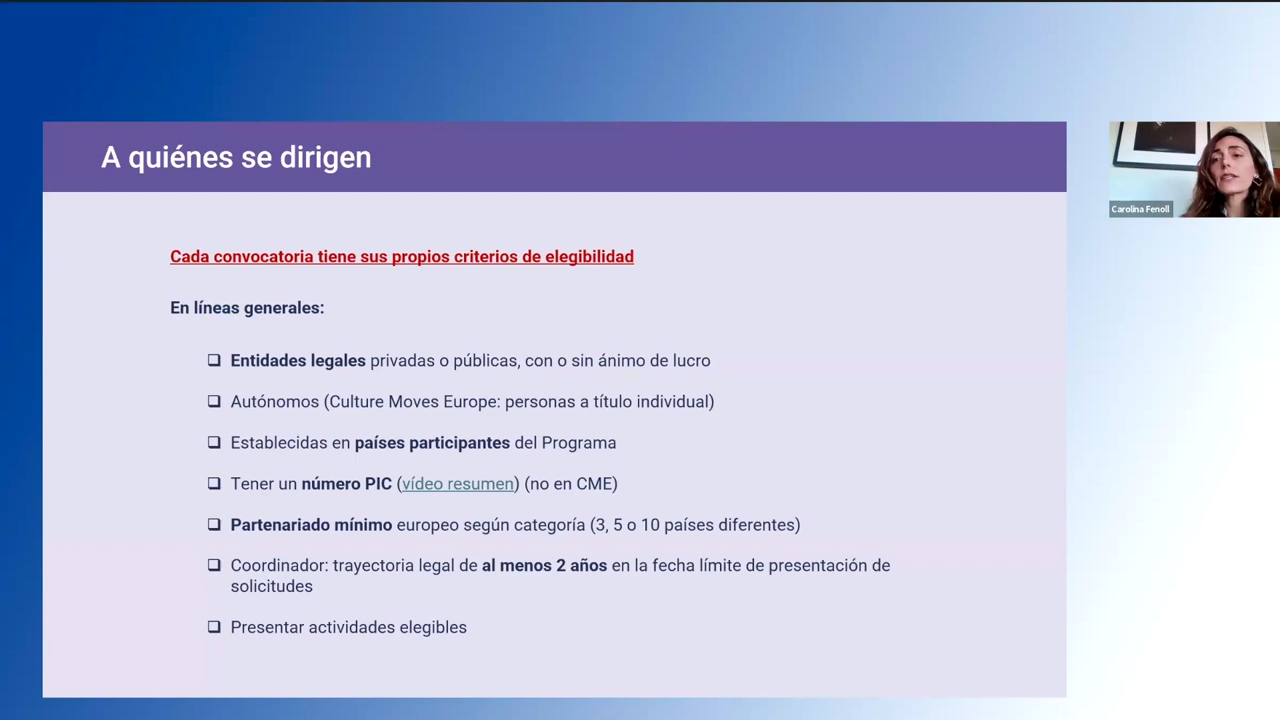 A quiénes se dirigen
Cada convocatoria tiene sus propios criterios de elegibilidad
En líneas generales:
❑ Entidades legales privadas o públicas, con o sin ánimo de lucro
❑ Autónomos (Culture Moves Europe: personas a título individual)
❑ Establecidas en países participantes del Programa
❑ Tener un número PIC (vídeo resumen) (no en CME)
❑ Partenariado mínimo europeo según categoría (3, 5 o 10 países diferentes)
❑ Coordinador: trayectoria legal de al menos 2 años en la fecha límite de presentación de
solicitudes
❑ Presentar actividades elegibles
Carolina Fenoll